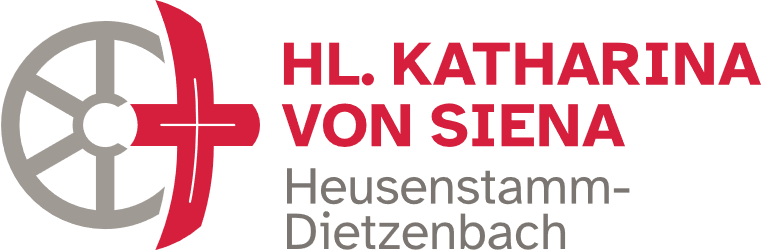 HL. KATHARINA
VON SIENA
Heusenstamm-
Dietzenbach